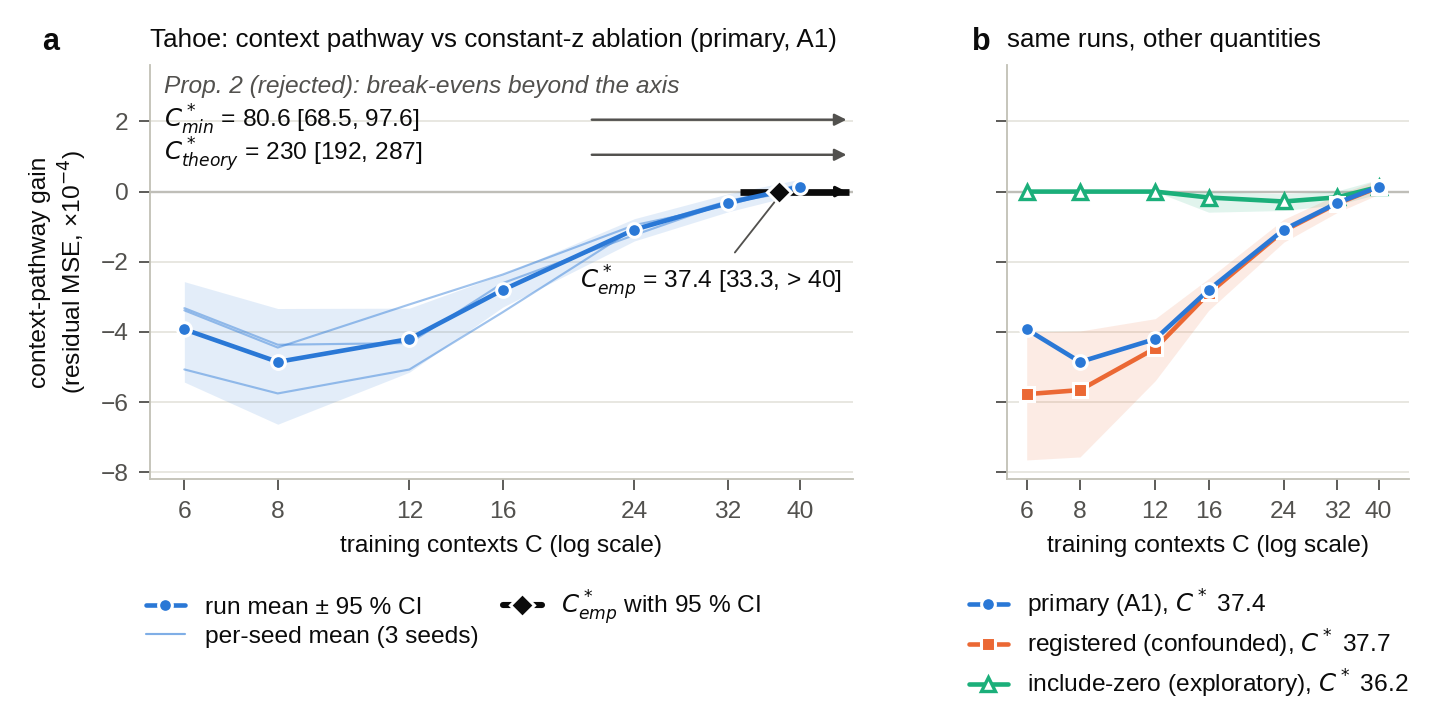 a
Tahoe: context pathway vs constant-z ablation (primary, A1)
Prop. 2 (rejected): break-evens beyond the axis
C*min = 80.6 [68.5, 97.6]
C*theory = 230 [192, 287]
C*emp = 37.4 [33.3, > 40]
2
0
−2
−4
−6
−8
context-pathway gain
(residual MSE, ×10⁻⁴)
6 8 12 16 24 32 40
training contexts C (log scale)
run mean ± 95 % CI
per-seed mean (3 seeds)
C*emp with 95 % CI
b
same runs, other quantities
6 8 12 16 24 32 40
training contexts C (log scale)
primary (A1), C* 37.4
registered (confounded), C* 37.7
include-zero (exploratory), C* 36.2